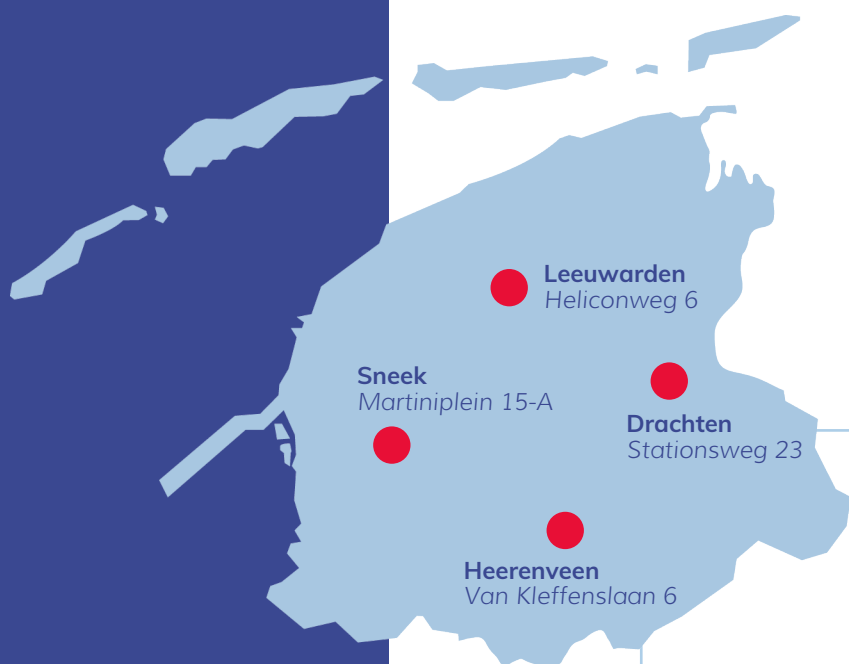 Leeuwarden
Heliconweg 6
Sneek
Martiniplein 15-A
Drachten
Stationsweg 23
Heerenveen
Van Kleffenslaan 6